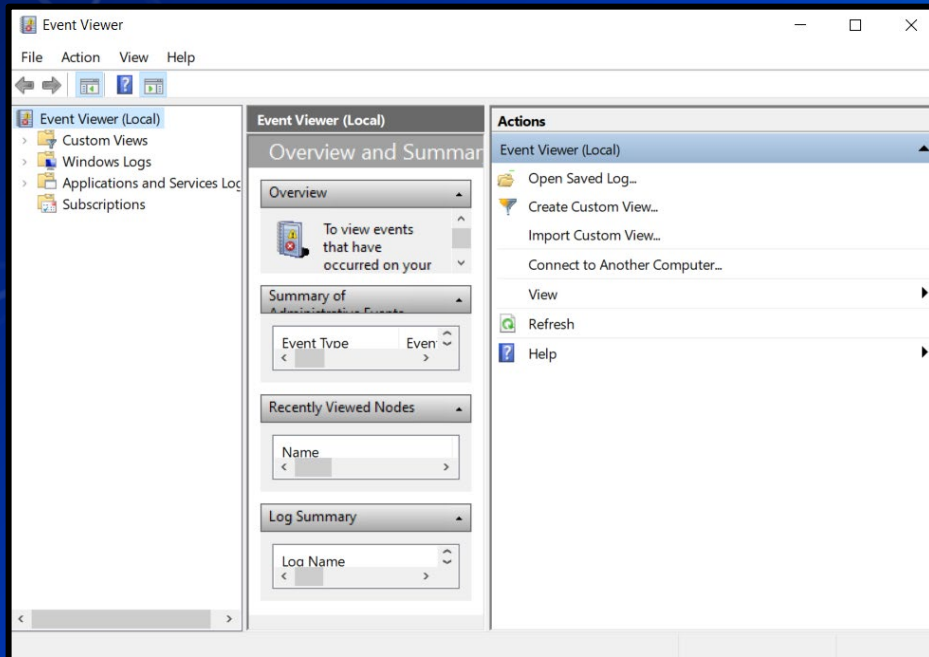 Event Viewer
File Action View Help
Event Viewer (Local)
Custom Views
Windows Logs
Applications and Services Log
Subscriptions
Event Viewer (Local)
Overview and Summar
Overview
To view events
that have
occurred on your
Summary of
Administrative Events
Event Type Event
Recently Viewed Nodes
Name
Log Summary
Log Name
Actions
Event Viewer (Local)
Open Saved Log...
Create Custom View...
Import Custom View...
Connect to Another Computer...
View
Refresh
Help